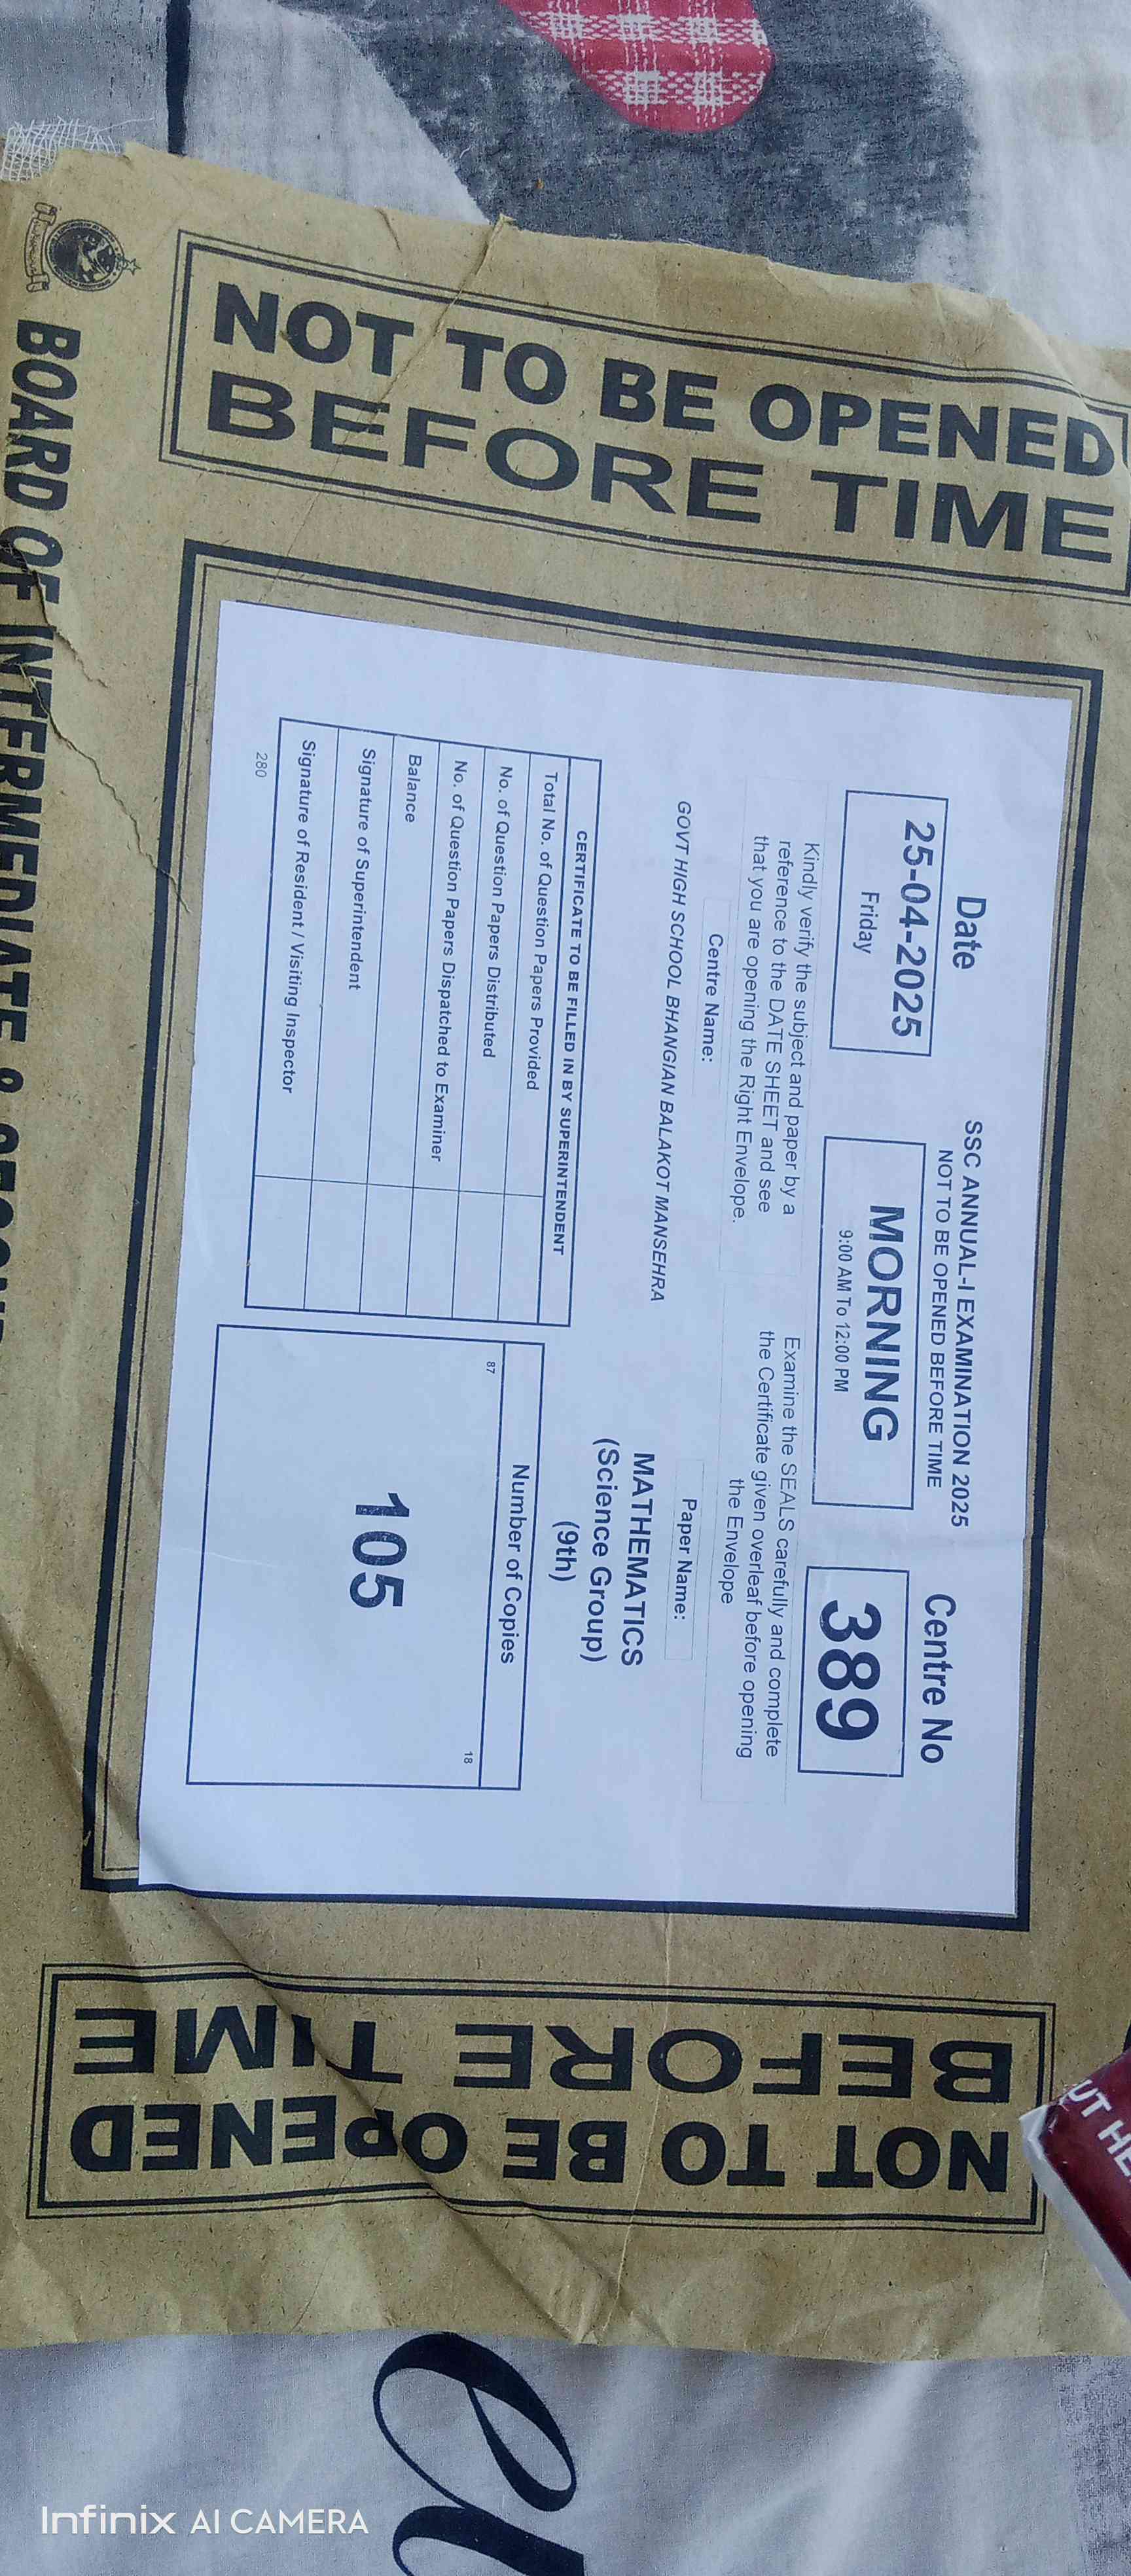 NOT TO BE OPENED
BEFORE TIME
Date
25-04-2025
Friday
SSC ANNUAL-I EXAMINATION 2025
NOT TO BE OPENED BEFORE TIME
MORNING
9:00 AM To 12:00 PM
Centre No
389
Kindly verify the subject and paper by a
reference to the DATE SHEET and see
that you are opening the Right Envelope.
Examine the SEALS carefully and complete
the Certificate given overleaf before opening
the Envelope
Centre Name:
GOVT HIGH SCHOOL BHANGIAN BALAKOT MANSEHRA
Paper Name:
MATHEMATICS
(Science Group)
(9th)
CERTIFICATE TO BE FILLED IN BY SUPERINTENDENT
Total No. of Question Papers Provided
No. of Question Papers Distributed
No. of Question Papers Dispatched to Examiner
Balance
Signature of Superintendent
Signature of Resident / Visiting Inspector
280
Number of Copies
87
18
105
NOT TO BE OPENED
BEFORE TIME
BOARD OF INTERMEDIATE &
Infinix AI CAMERA